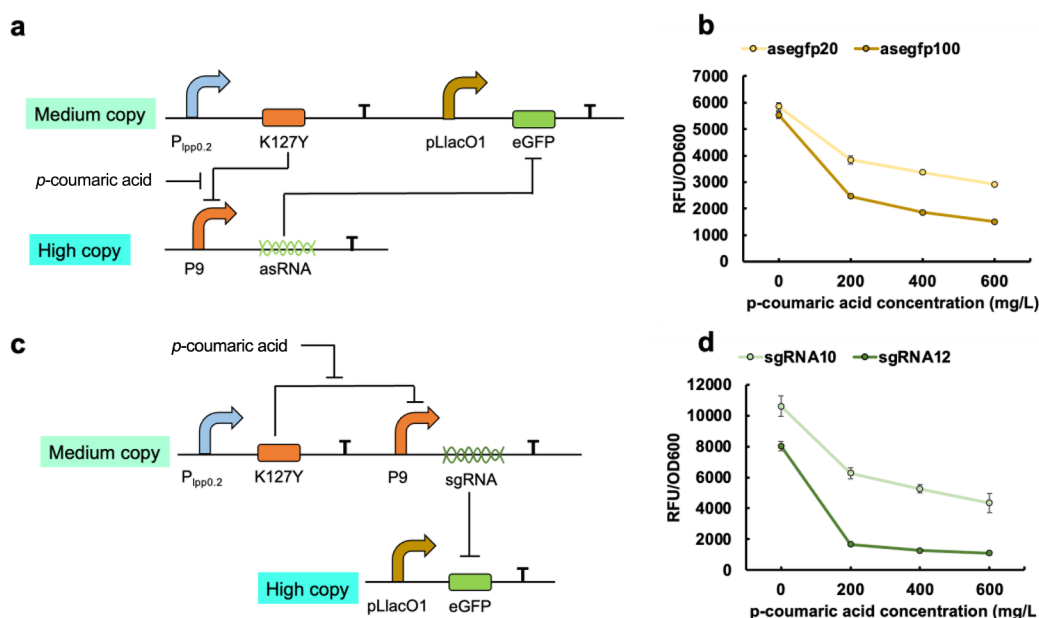 a
Medium copy
Plpp0.2
K127Y
T
pLlacO1
eGFP
T
p-coumaric acid
High copy
P9
asRNA
T
b
asegfp20
asegfp100
RFU/OD600
7000
6000
5000
4000
3000
2000
1000
0
0 200 400 600
p-coumaric acid concentration (mg/L)
c
p-coumaric acid
Medium copy
Plpp0.2
K127Y
P9
sgRNA
High copy
pLlacO1
eGFP
d
sgRNA10
sgRNA12
RFU/OD600
12000
10000
8000
6000
4000
2000
0
0 200 400 600
p-coumaric acid concentration (mg/L